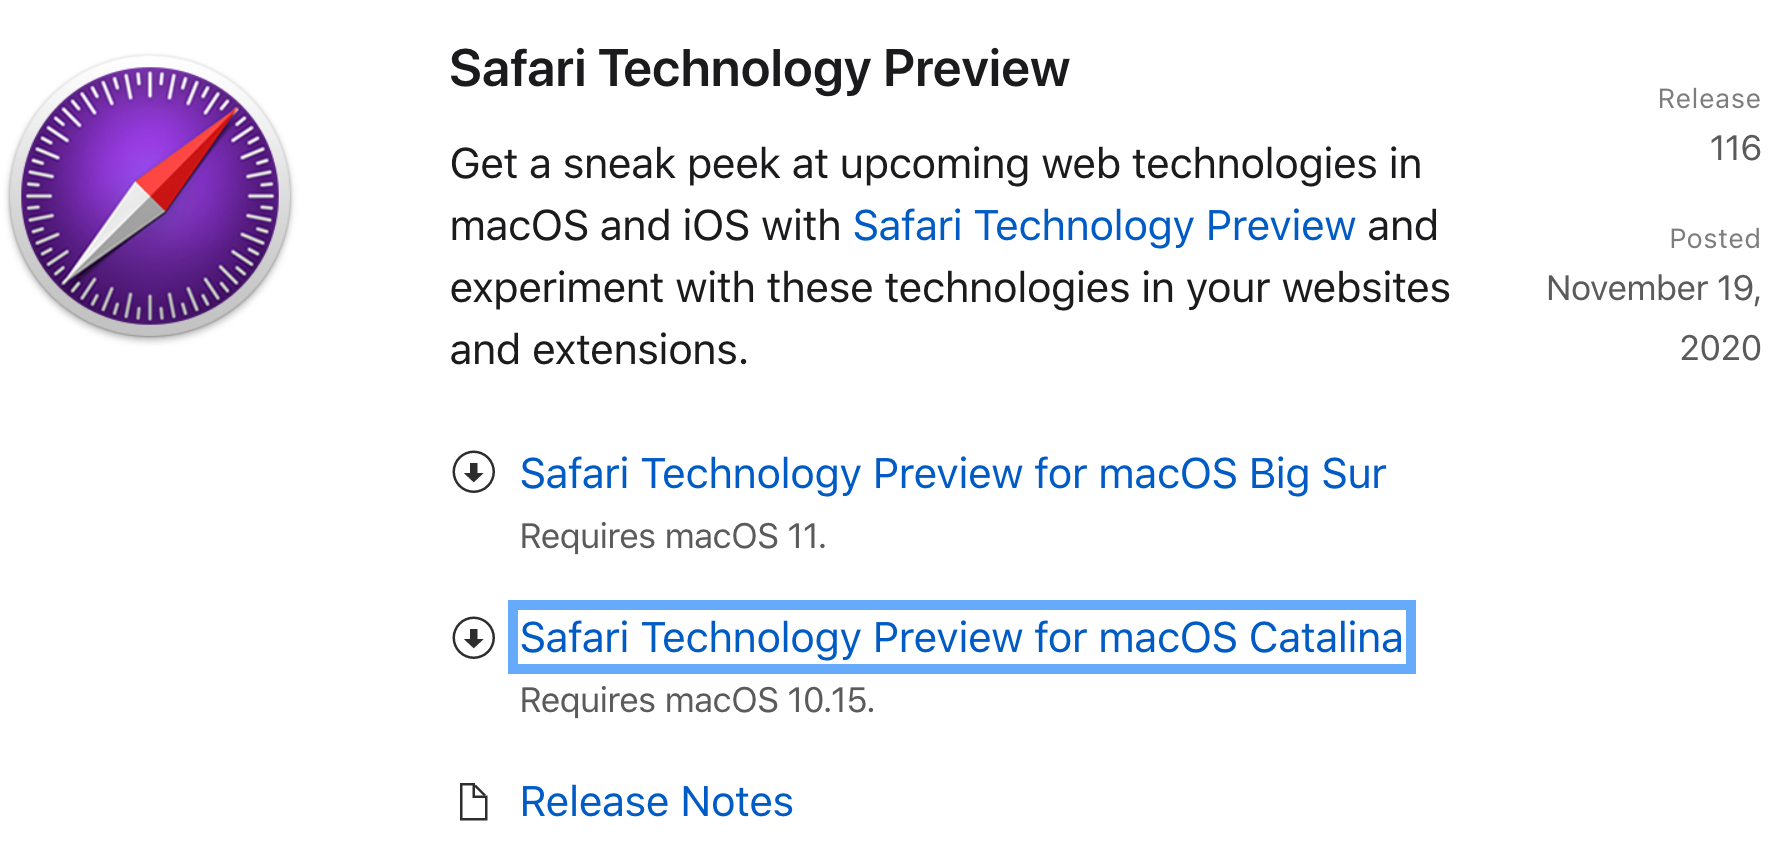 Safari Technology Preview
Get a sneak peek at upcoming web technologies in
macOS and iOS with Safari Technology Preview and
experiment with these technologies in your websites
and extensions.
Safari Technology Preview for macOS Big Sur
Requires macOS 11.
Safari Technology Preview for macOS Catalina
Requires macOS 10.15.
Release Notes
Release
116
Posted
November 19,
2020